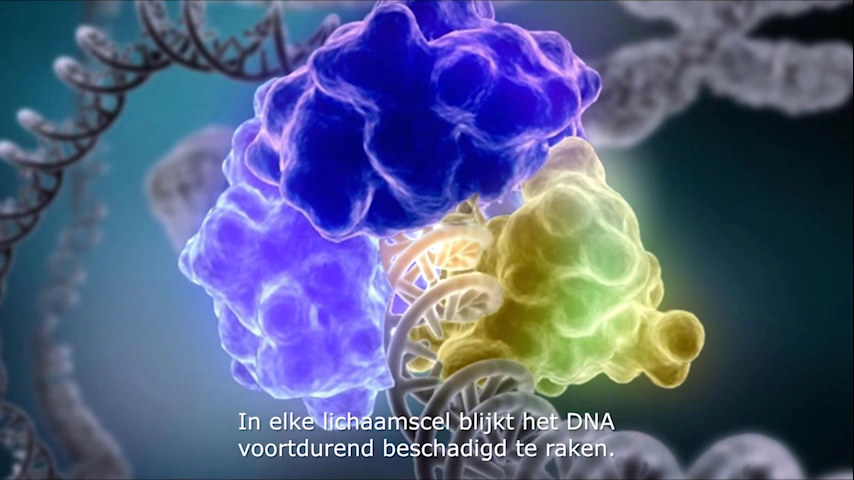 In elke lichaamscel blijkt het DNA
voortdurend beschadigd te raken.